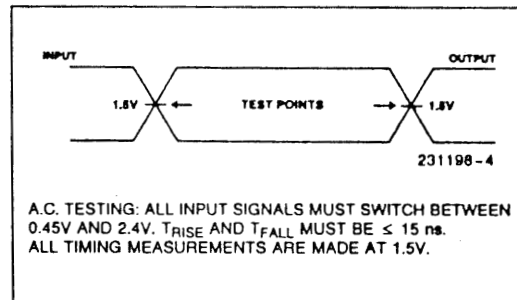 INPUT OUTPUT
1.5V TEST POINTS 1.5V
231198-4
A.C. TESTING: ALL INPUT SIGNALS MUST SWITCH BETWEEN
0.45V AND 2.4V. TRISE AND TFALL MUST BE ≤ 15 ns.
ALL TIMING MEASUREMENTS ARE MADE AT 1.5V.